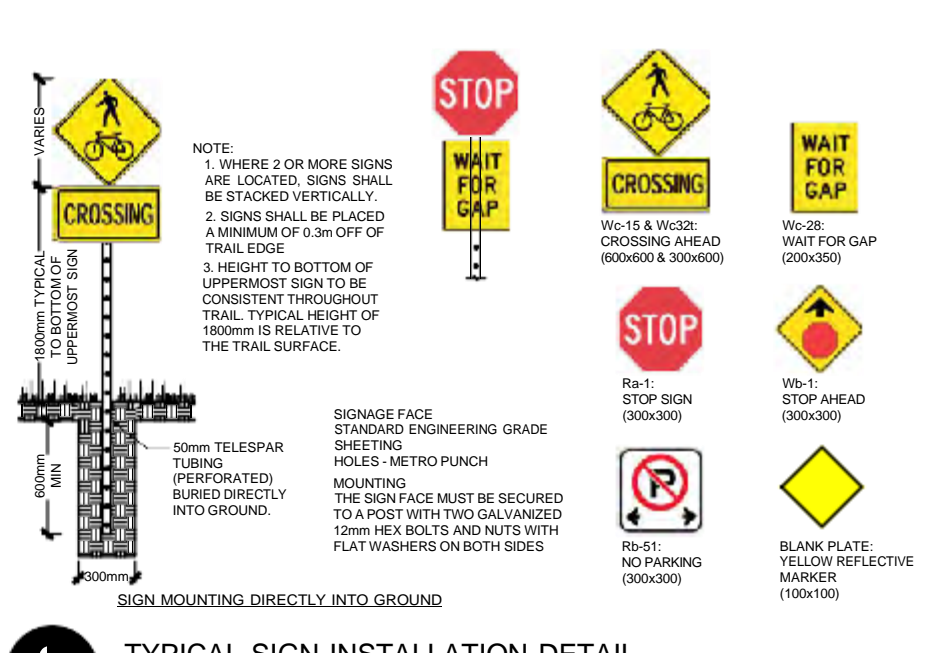 VARIES
CROSSING
1800mm TYPICAL
TO BOTTOM OF
UPPERMOST SIGN
600mm
MIN
300mm
50mm TELESPAR
TUBING
(PERFORATED)
BURIED DIRECTLY
INTO GROUND.
SIGN MOUNTING DIRECTLY INTO GROUND
NOTE:
1. WHERE 2 OR MORE SIGNS
ARE LOCATED, SIGNS SHALL
BE STACKED VERTICALLY.
2. SIGNS SHALL BE PLACED
A MINIMUM OF 0.3m OFF OF
TRAIL EDGE
3. HEIGHT TO BOTTOM OF
UPPERMOST SIGN TO BE
CONSISTENT THROUGHOUT
TRAIL. TYPICAL HEIGHT OF
1800mm IS RELATIVE TO
THE TRAIL SURFACE.
SIGNAGE FACE
STANDARD ENGINEERING GRADE
SHEETING
HOLES - METRO PUNCH
MOUNTING
THE SIGN FACE MUST BE SECURED
TO A POST WITH TWO GALVANIZED
12mm HEX BOLTS AND NUTS WITH
FLAT WASHERS ON BOTH SIDES
STOP
WAIT
FOR
GAP
CROSSING
Wc-15 & Wc32t:
CROSSING AHEAD
(600x600 & 300x600)
WAIT
FOR
GAP
Wc-28:
WAIT FOR GAP
(200x350)
STOP
Ra-1:
STOP SIGN
(300x300)
Wb-1:
STOP AHEAD
(300x300)
P
Rb-51:
NO PARKING
(300x300)
BLANK PLATE:
YELLOW REFLECTIVE
MARKER
(100x100)
TYPICAL SIGN INSTALLATION DETAIL